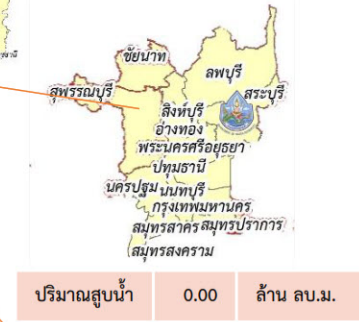 ชัยนาท
ลพบุรี
สุพรรณบุรี
สระบุรี
สิงห์บุรี
อ่างทอง
พระนครศรีอยุธยา
ปทุมธานี
นครปฐม นนทบุรี
กรุงเทพมหานคร
สมุทรสาคร สมุทรปราการ
สมุทรสงคราม
ปริมาณสูบน้ำ 0.00 ล้าน ลบ.ม.